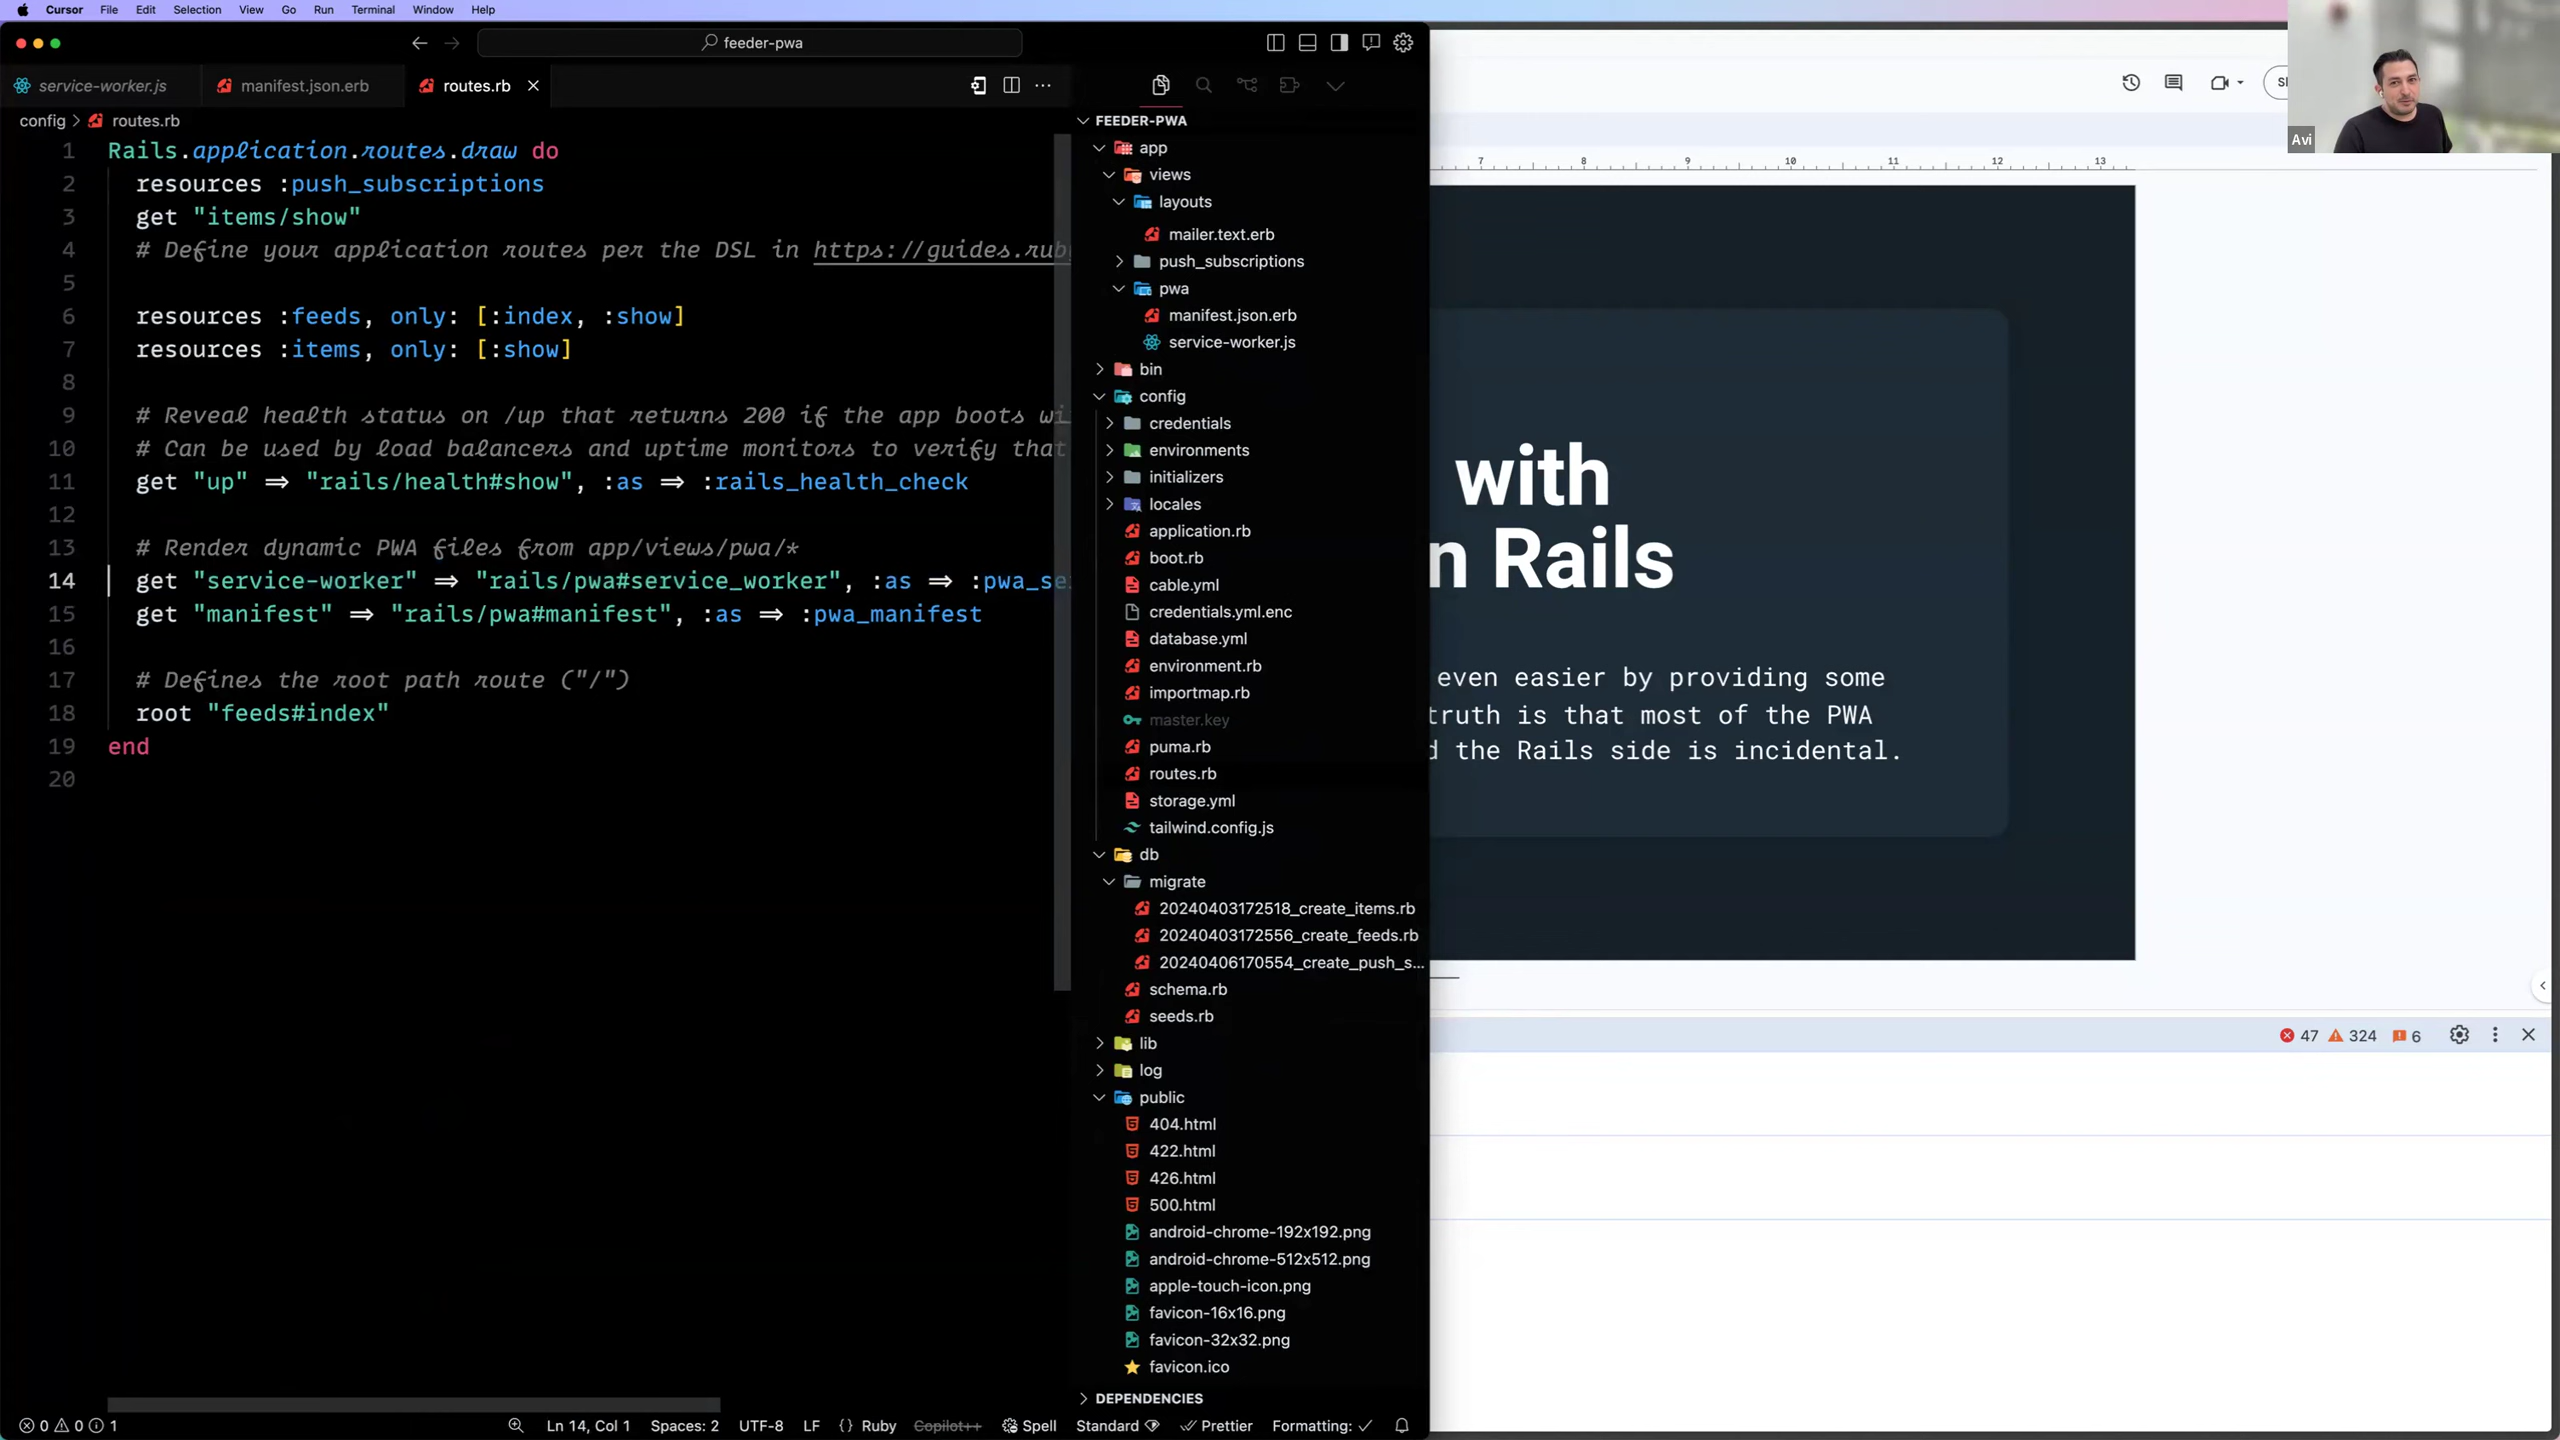 Cursor File Edit View Selection Go Run Terminal Window Help
feeder-pwa
service-worker.js manifest.json.erb routes.rb
config > routes.rb
1 Rails.application.routes.draw do
2 resources :push_subscriptions
3 get "items/show"
4 # Define your application routes per the DSL in https://guides.rub
5
6 resources :feeds, only: [:index, :show]
7 resources :items, only: [:show]
8
9 # Reveal health status on /up that returns 200 if the app boots wi
10 # Can be used by load balancers and uptime monitors to verify that
11 get "up" => "rails/health#show", :as => :rails_health_check
12
13 # Render dynamic PWA files from app/views/pwa/*
14 get "service-worker" => "rails/pwa#service_worker", :as => :pwa_se
15 get "manifest" => "rails/pwa#manifest", :as => :pwa_manifest
16
17 # Defines the root path route ("/")
18 root "feeds#index"
19 end
20
FEEDER-PWA
app
views
layouts
mailer.text.erb
push_subscriptions
pwa
manifest.json.erb
service-worker.js
bin
config
credentials
environments
initializers
locales
application.rb
boot.rb
cable.yml
credentials.yml.enc
database.yml
environment.rb
importmap.rb
master.key
puma.rb
routes.rb
storage.yml
tailwind.config.js
db
migrate
20240403172518_create_items.rb
20240403172556_create_feeds.rb
20240406170554_create_push_s...
schema.rb
seeds.rb
lib
log
public
404.html
422.html
426.html
500.html
android-chrome-192x192.png
android-chrome-512x512.png
apple-touch-icon.png
favicon-16x16.png
favicon-32x32.png
favicon.ico
DEPENDENCIES
0 0 1 Ln 14, Col 1 Spaces: 2 UTF-8 LF {} Ruby Copilot++ Spell Standard Prettier Formatting:
Avi
7 8 9 10 11 12 13
with
n Rails
even easier by providing some
truth is that most of the PWA
d the Rails side is incidental.
47 324 6